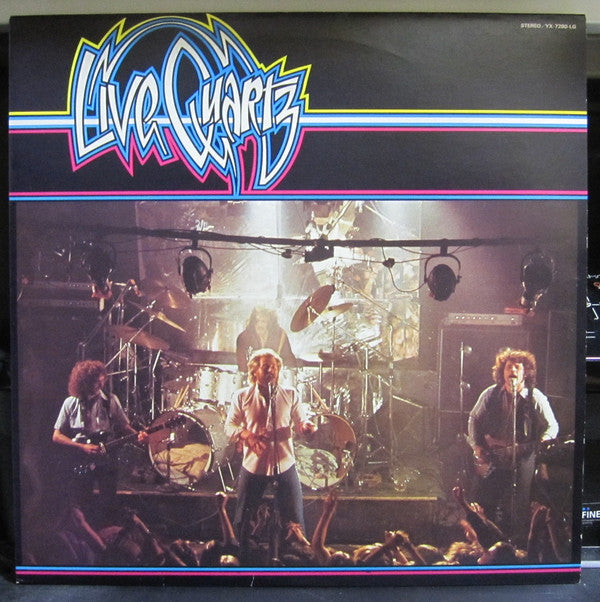 STEREO/YX-7280-LG
Live Quartz
FINE